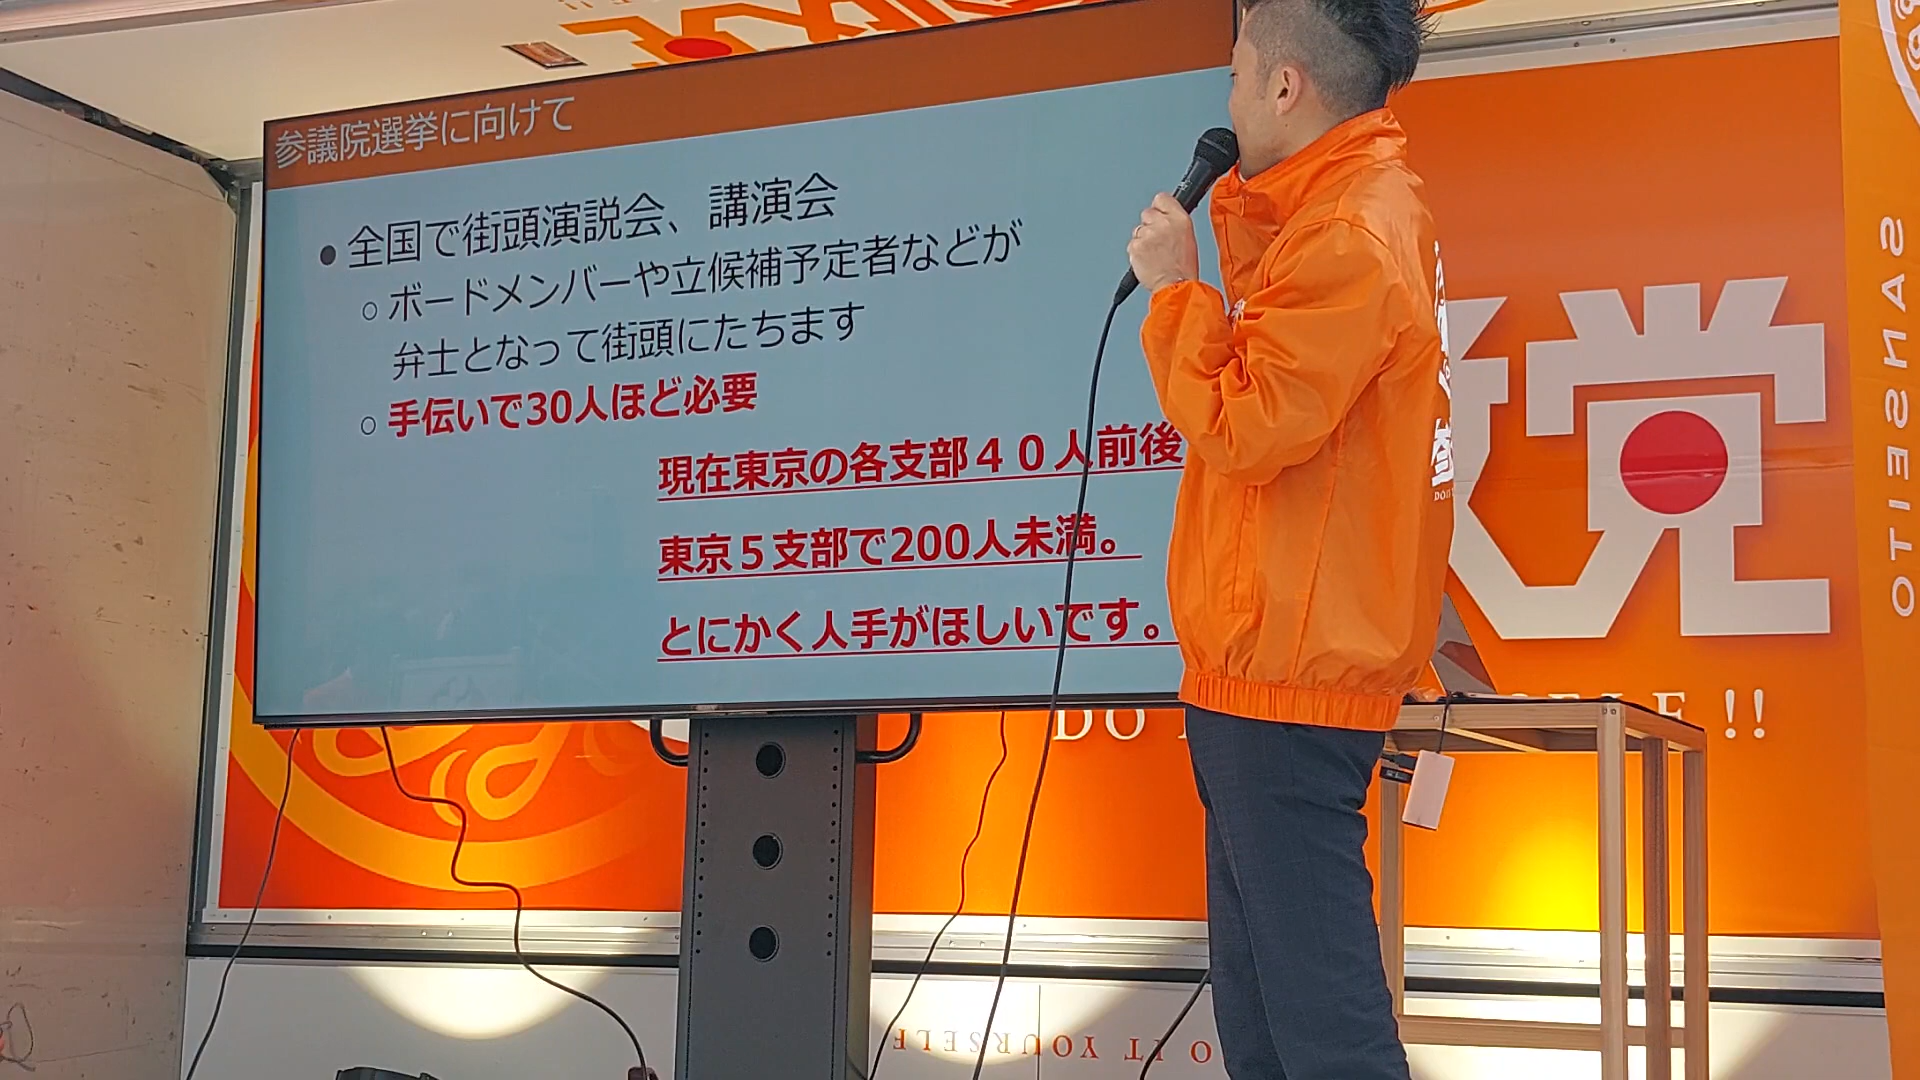 参議院選挙に向けて
● 全国で街頭演説会、講演会
○ ボードメンバーや立候補予定者などが
弁士となって街頭にたちます
○ 手伝いで30人ほど必要
現在東京の各支部４０人前後
東京５支部で200人未満。
とにかく人手がほしいです。
党
DO
SELF !!
SANSEITO
O IT YOURSELF